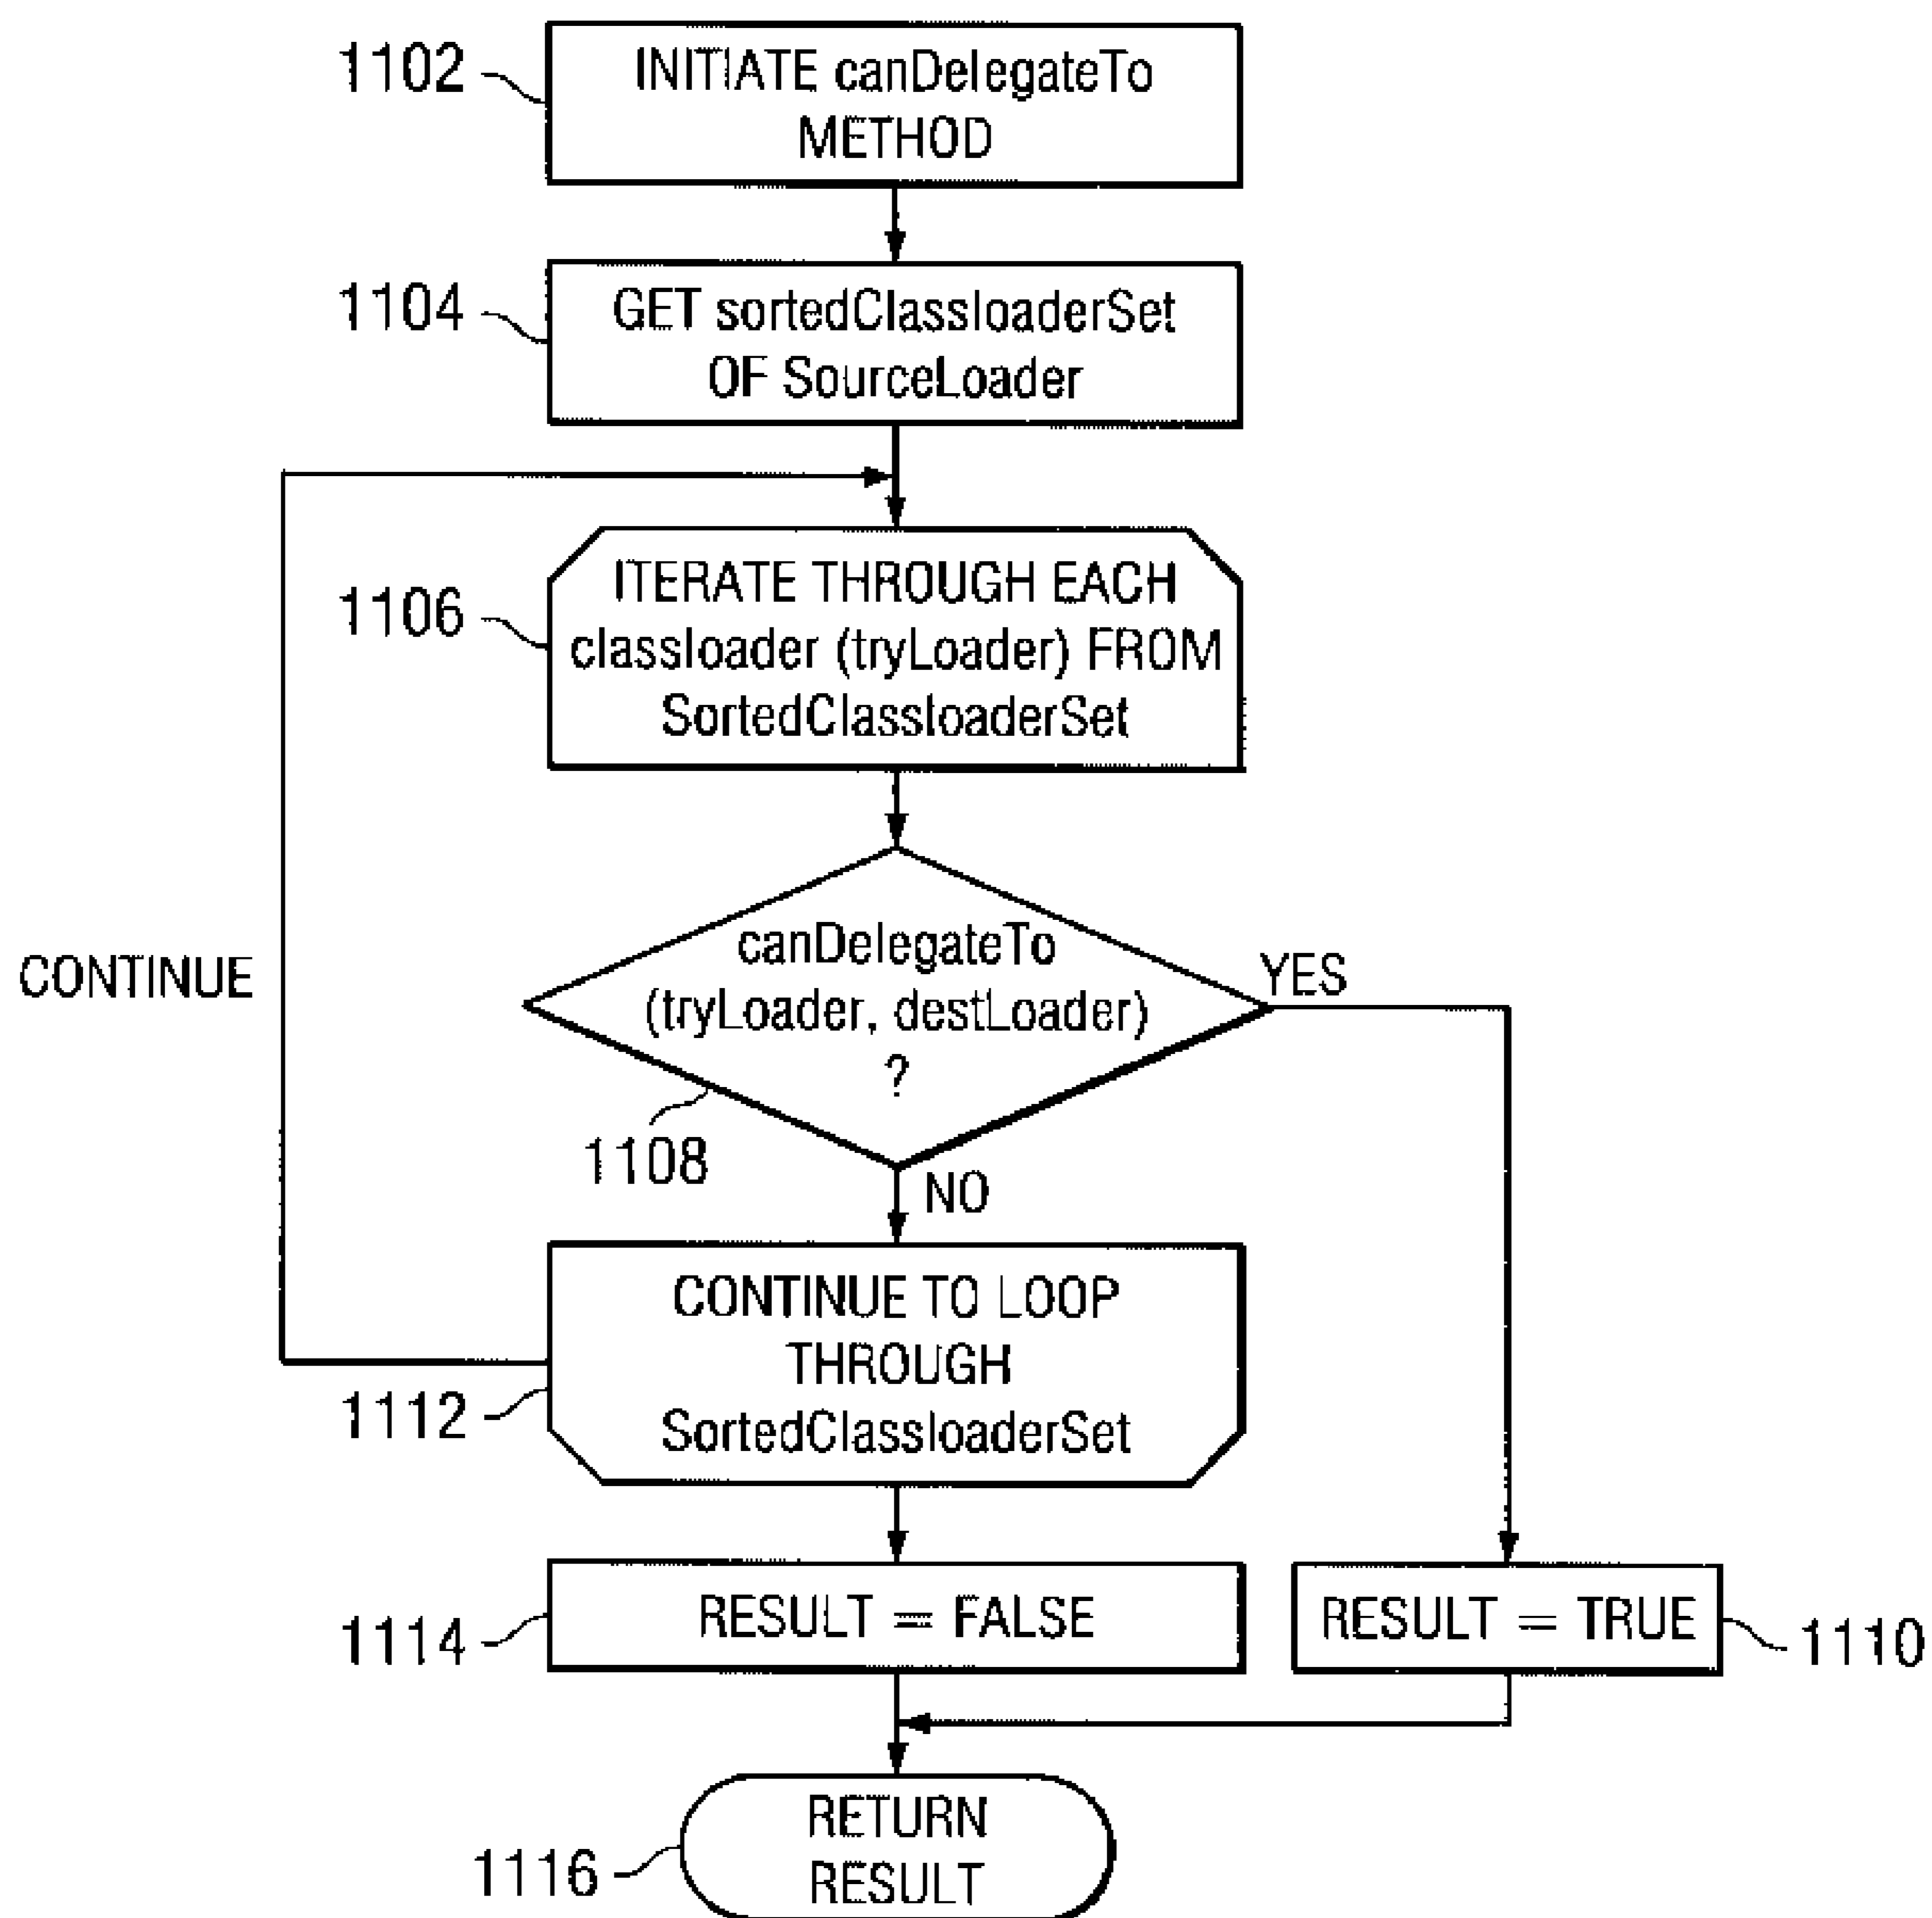 1102
INITIATE canDelegateTo
METHOD
1104
GET sortedClassloaderSet
OF SourceLoader
1106
ITERATE THROUGH EACH
classloader (tryLoader) FROM
SortedClassloaderSet
CONTINUE
canDelegateTo
(tryLoader, destLoader)
?
YES
1108
NO
1112
CONTINUE TO LOOP
THROUGH
SortedClassloaderSet
1114
RESULT = FALSE
RESULT = TRUE
1110
1116
RETURN
RESULT